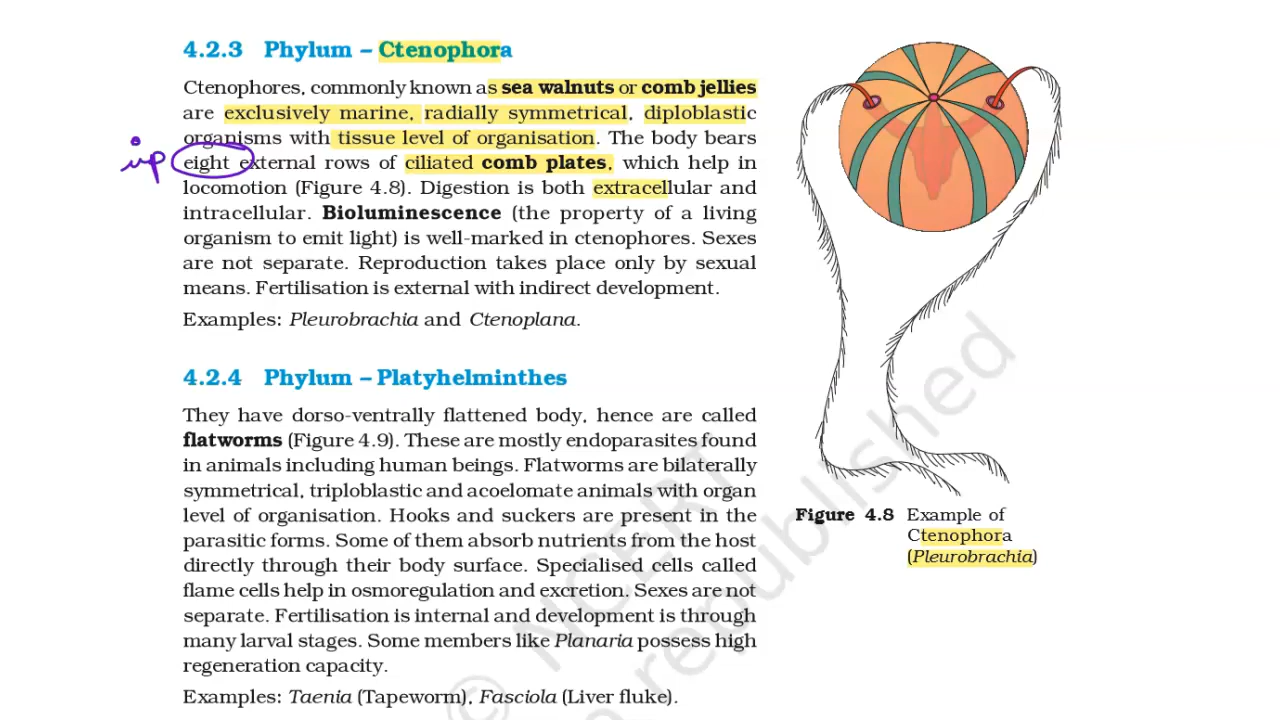 4.2.3 Phylum – Ctenophora
Ctenophores, commonly known as sea walnuts or comb jellies
are exclusively marine, radially symmetrical, diploblastic
organisms with tissue level of organisation. The body bears
imp
eight external rows of ciliated comb plates, which help in
locomotion (Figure 4.8). Digestion is both extracellular and
intracellular. Bioluminescence (the property of a living
organism to emit light) is well-marked in ctenophores. Sexes
are not separate. Reproduction takes place only by sexual
means. Fertilisation is external with indirect development.
Examples: Pleurobrachia and Ctenoplana.
4.2.4 Phylum – Platyhelminthes
They have dorso-ventrally flattened body, hence are called
flatworms (Figure 4.9). These are mostly endoparasites found
in animals including human beings. Flatworms are bilaterally
symmetrical, triploblastic and acoelomate animals with organ
level of organisation. Hooks and suckers are present in the
parasitic forms. Some of them absorb nutrients from the host
directly through their body surface. Specialised cells called
flame cells help in osmoregulation and excretion. Sexes are not
separate. Fertilisation is internal and development is through
many larval stages. Some members like Planaria possess high
regeneration capacity.
Examples: Taenia (Tapeworm), Fasciola (Liver fluke).
Figure 4.8 Example of
Ctenophora
(Pleurobrachia)
© NCERT
republished